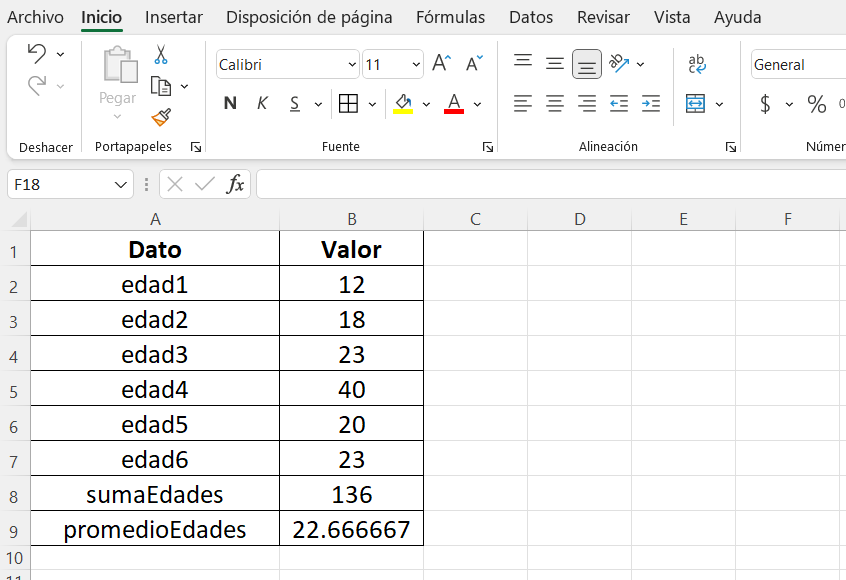 Archivo Inicio Insertar Disposición de página Fórmulas Datos Revisar Vista Ayuda
Calibri 11 A A ab General
Pegar N K S A $ %
Deshacer Portapapeles Fuente Alineación Númer
F18 fx
A B C D E F
1 Dato Valor
2 edad1 12
3 edad2 18
4 edad3 23
5 edad4 40
6 edad5 20
7 edad6 23
8 sumaEdades 136
9 promedioEdades 22.666667
10